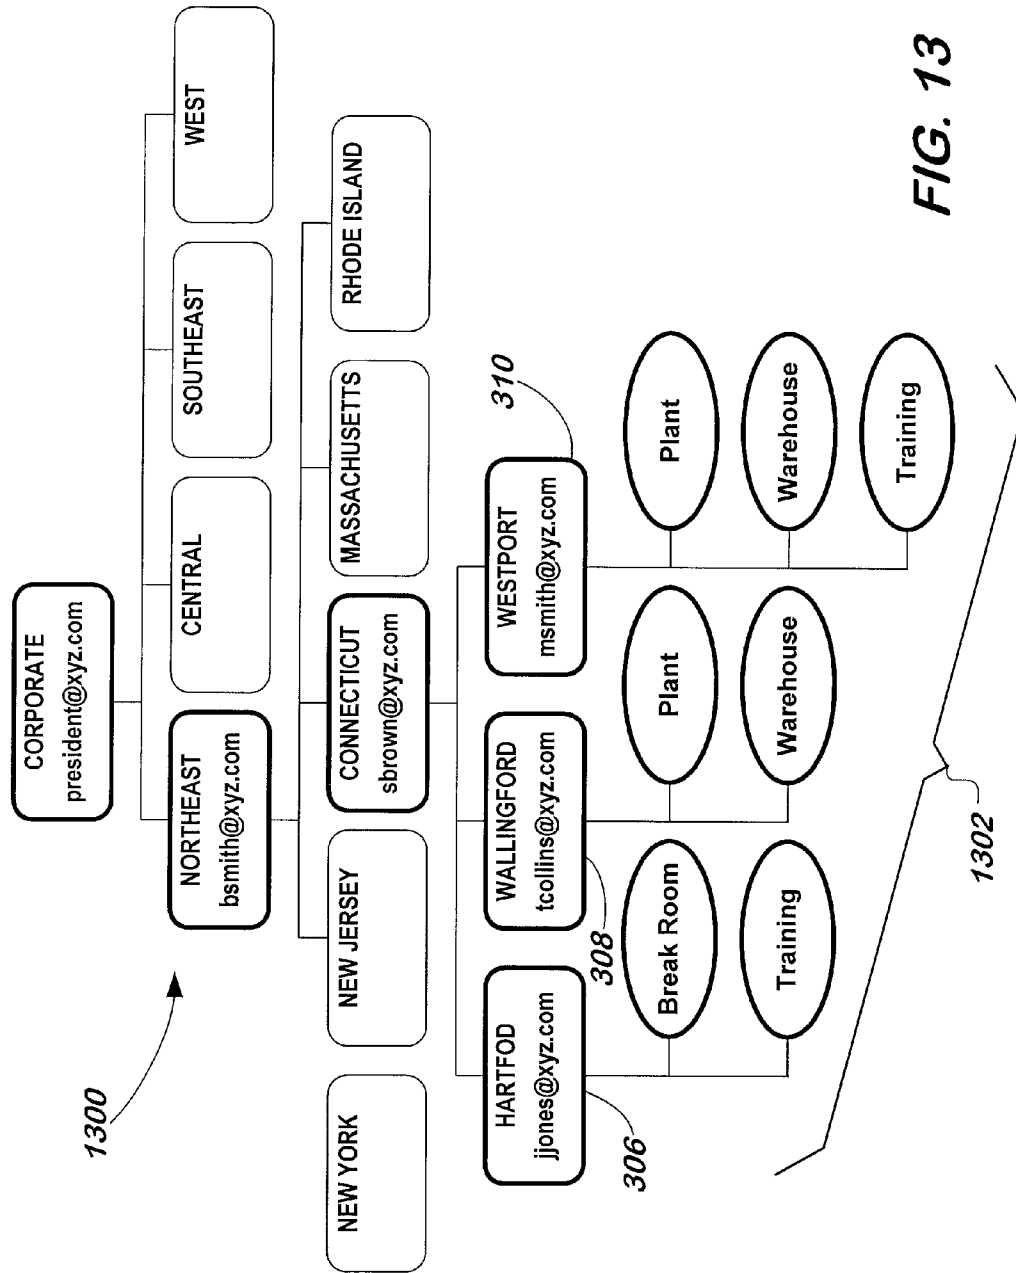 CORPORATE
president@xyz.com
NORTHEAST
bsmith@xyz.com
CENTRAL
SOUTHEAST
WEST
1300
NEW YORK
NEW JERSEY
CONNECTICUT
sbrown@xyz.com
MASSACHUSETTS
RHODE ISLAND
HARTFOD
jjones@xyz.com
306
WALLINGFORD
tcollins@xyz.com
308
WESTPORT
msmith@xyz.com
310
Break Room
Training
Plant
Warehouse
Plant
Warehouse
Training
1302
FIG. 13